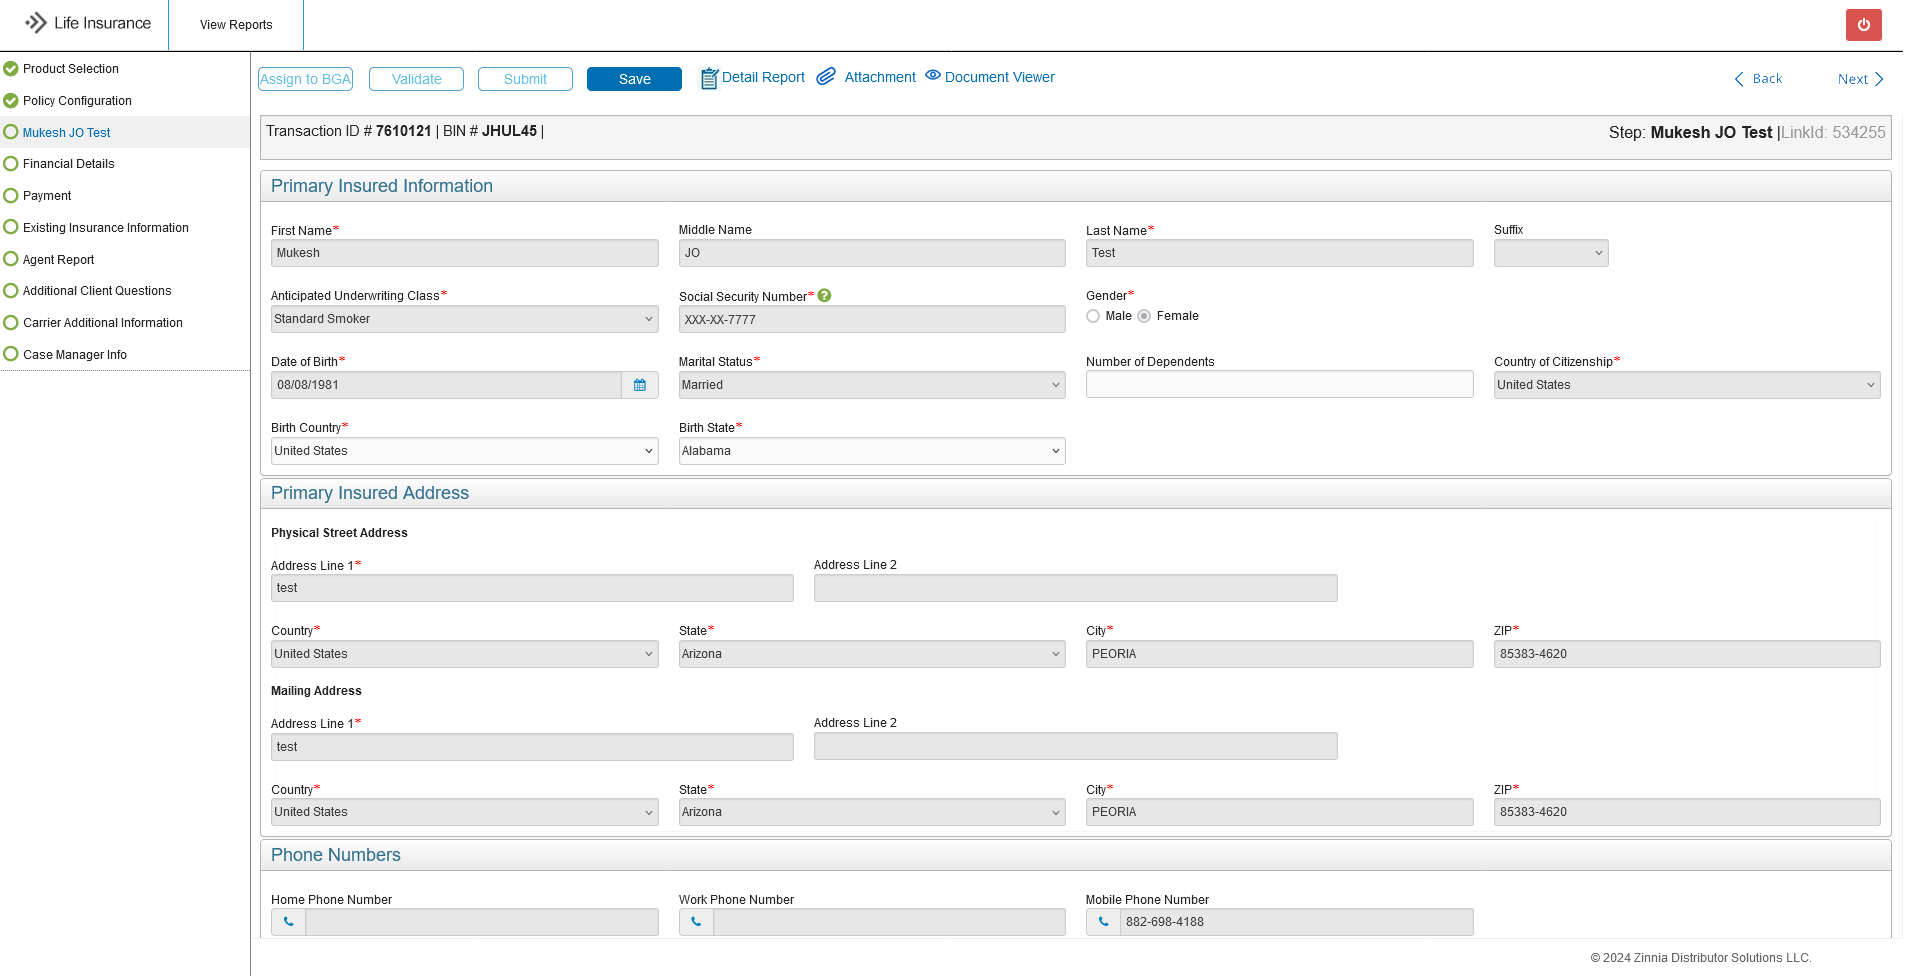 Life Insurance
View Reports
Product Selection
Policy Configuration
Mukesh JO Test
Financial Details
Payment
Existing Insurance Information
Agent Report
Additional Client Questions
Carrier Additional Information
Case Manager Info
Assign to BGA Validate Submit Save Detail Report Attachment Document Viewer Back Next
Transaction ID # 7610121 | BIN # JHUL45 | Step: Mukesh JO Test |LinkId: 534255
Primary Insured Information
First Name* Middle Name Last Name* Suffix
Mukesh JO Test
Anticipated Underwriting Class* Social Security Number* ? Gender*
Standard Smoker XXX-XX-7777 Male Female
Date of Birth* Marital Status* Number of Dependents Country of Citizenship*
08/08/1981 Married United States
Birth Country* Birth State*
United States Alabama
Primary Insured Address
Physical Street Address
Address Line 1* Address Line 2
test
Country* State* City* ZIP*
United States Arizona PEORIA 85383-4620
Mailing Address
Address Line 1* Address Line 2
test
Country* State* City* ZIP*
United States Arizona PEORIA 85383-4620
Phone Numbers
Home Phone Number Work Phone Number Mobile Phone Number
882-698-4188
© 2024 Zinnia Distributor Solutions LLC.